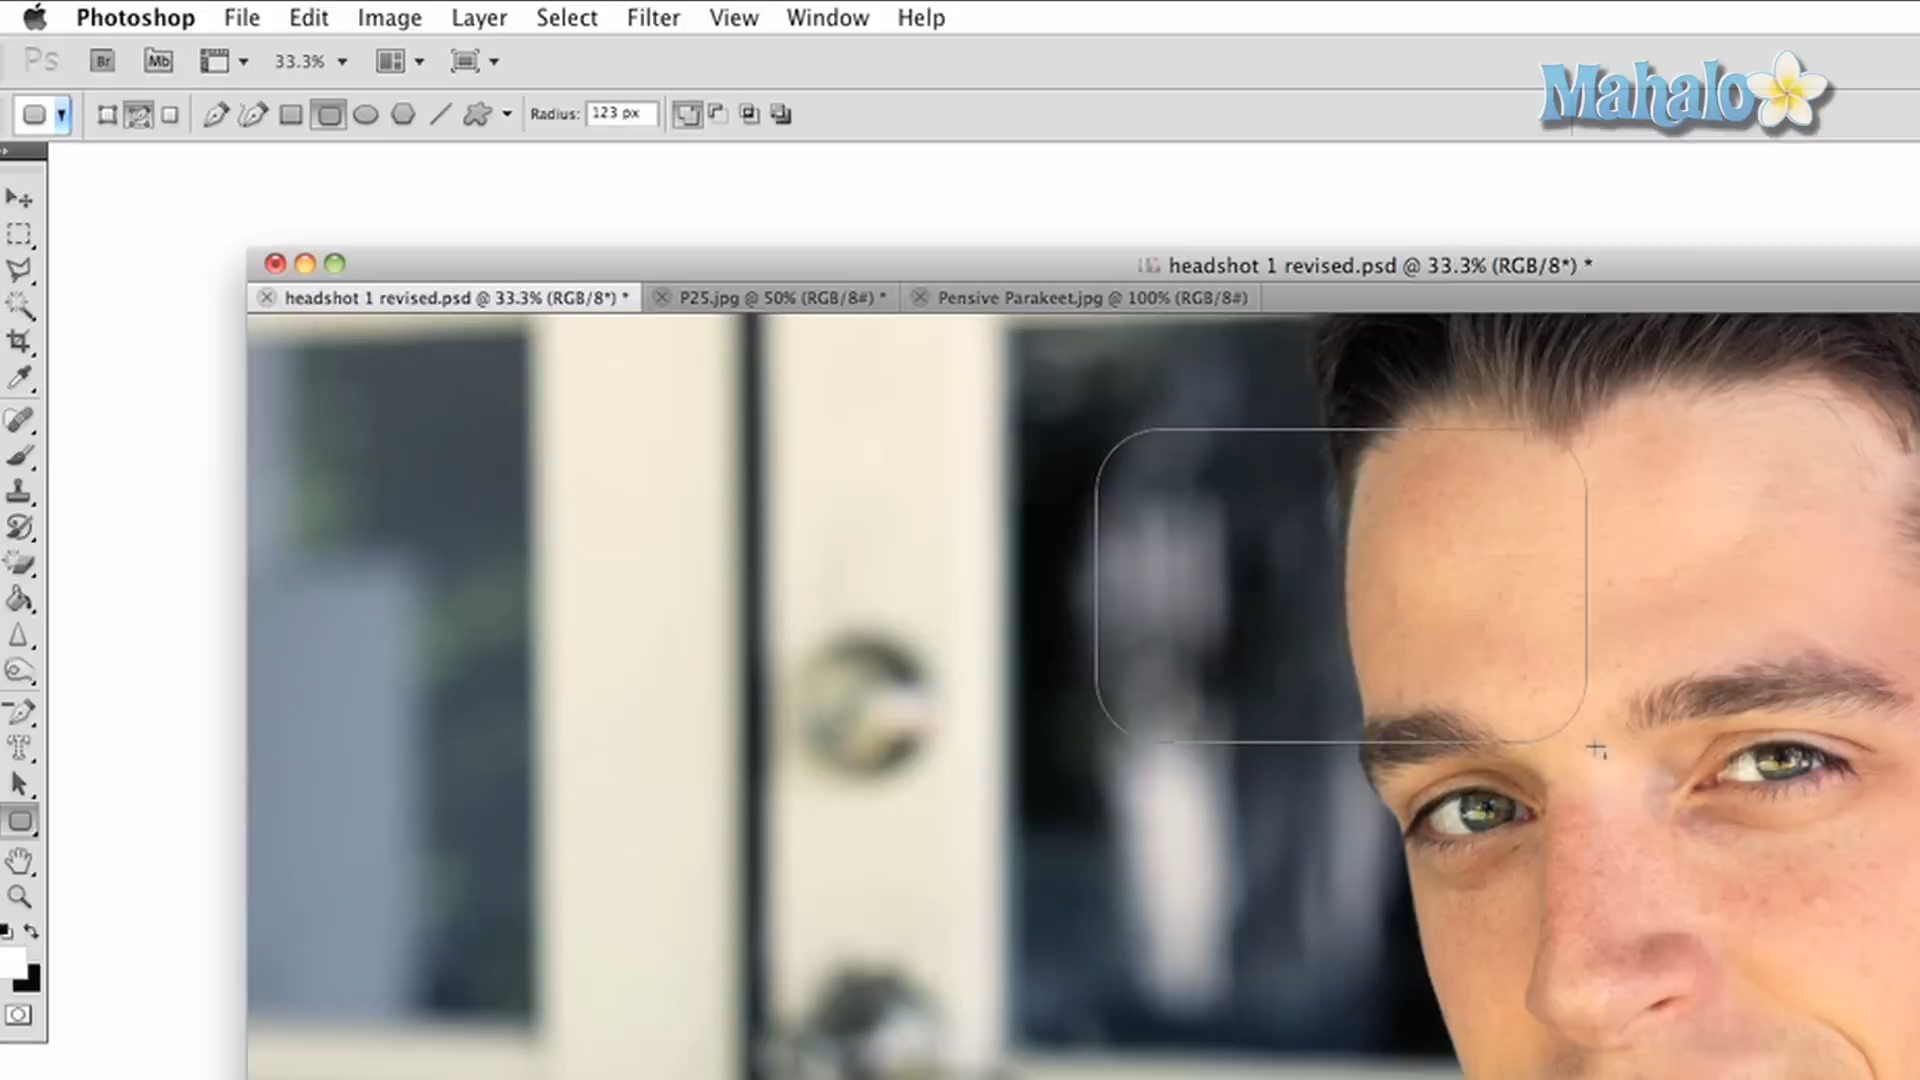 Photoshop File Edit Image Layer Select Filter View Window Help
Ps Br Mb 33.3%
Mahalo
Radius: 123 px
headshot 1 revised.psd @ 33.3% (RGB/8*) *
headshot 1 revised.psd @ 33.3% (RGB/8*) * P25.jpg @ 50% (RGB/8#) * Pensive Parakeet.jpg @ 100% (RGB/8#)
T